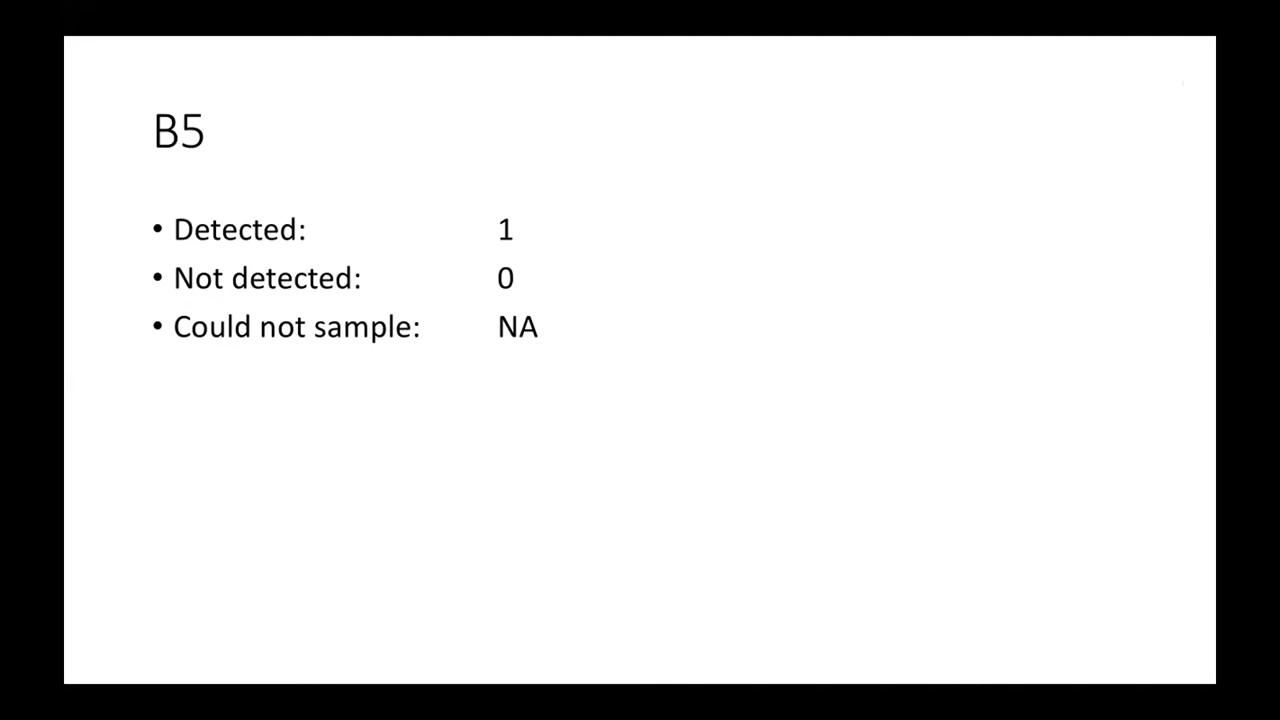 B5
• Detected: 1
• Not detected: 0
• Could not sample: NA